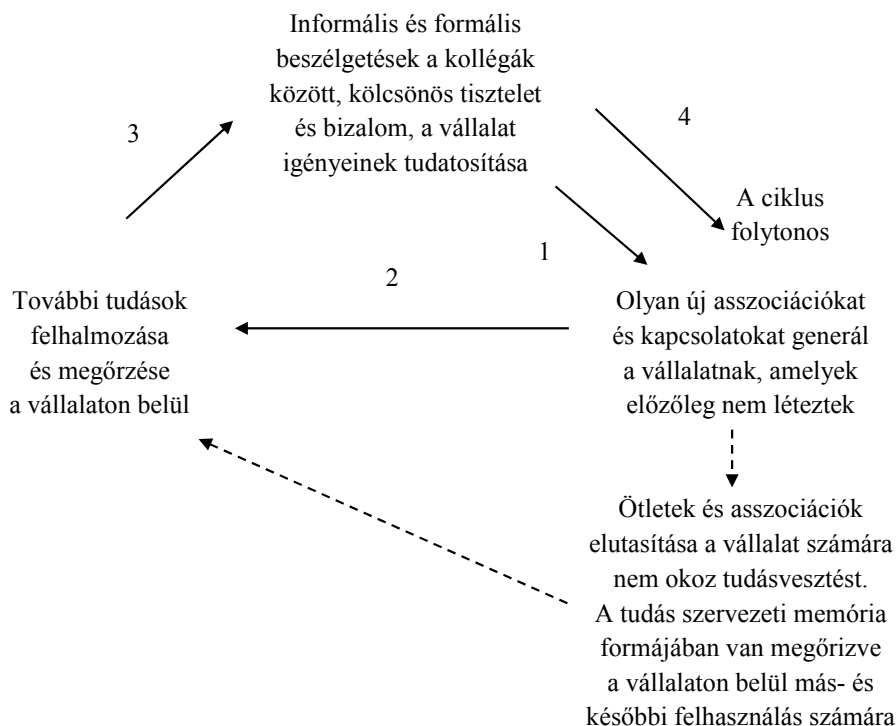 Informális és formális
beszélgetések a kollégák
között, kölcsönös tisztelet
és bizalom, a vállalat
igényeinek tudatosítása
3
4
A ciklus
folytonos
1
2
További tudások
felhalmozása
és megőrzése
a vállalaton belül
Olyan új asszociációkat
és kapcsolatokat generál
a vállalatnak, amelyek
előzőleg nem léteztek
Ötletek és asszociációk
elutasítása a vállalat számára
nem okoz tudásvesztést.
A tudás szervezeti memória
formájában van megőrizve
a vállalaton belül más- és
későbbi felhasználás számára